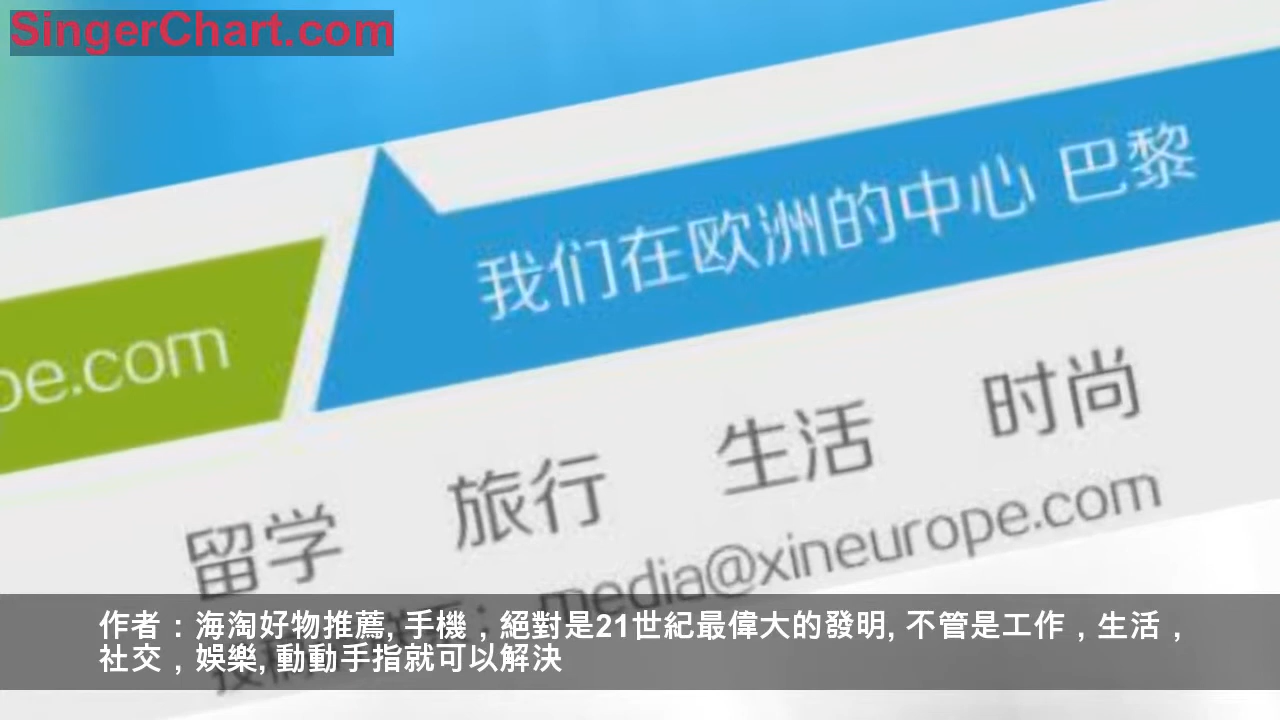 SingerChart.com
我们在欧洲的中心 巴黎
pe.com
留学 旅行 生活 时尚
media@xineurope.com
作者：海淘好物推薦, 手機，絕對是21世紀最偉大的發明, 不管是工作，生活，
社交，娛樂, 動動手指就可以解決